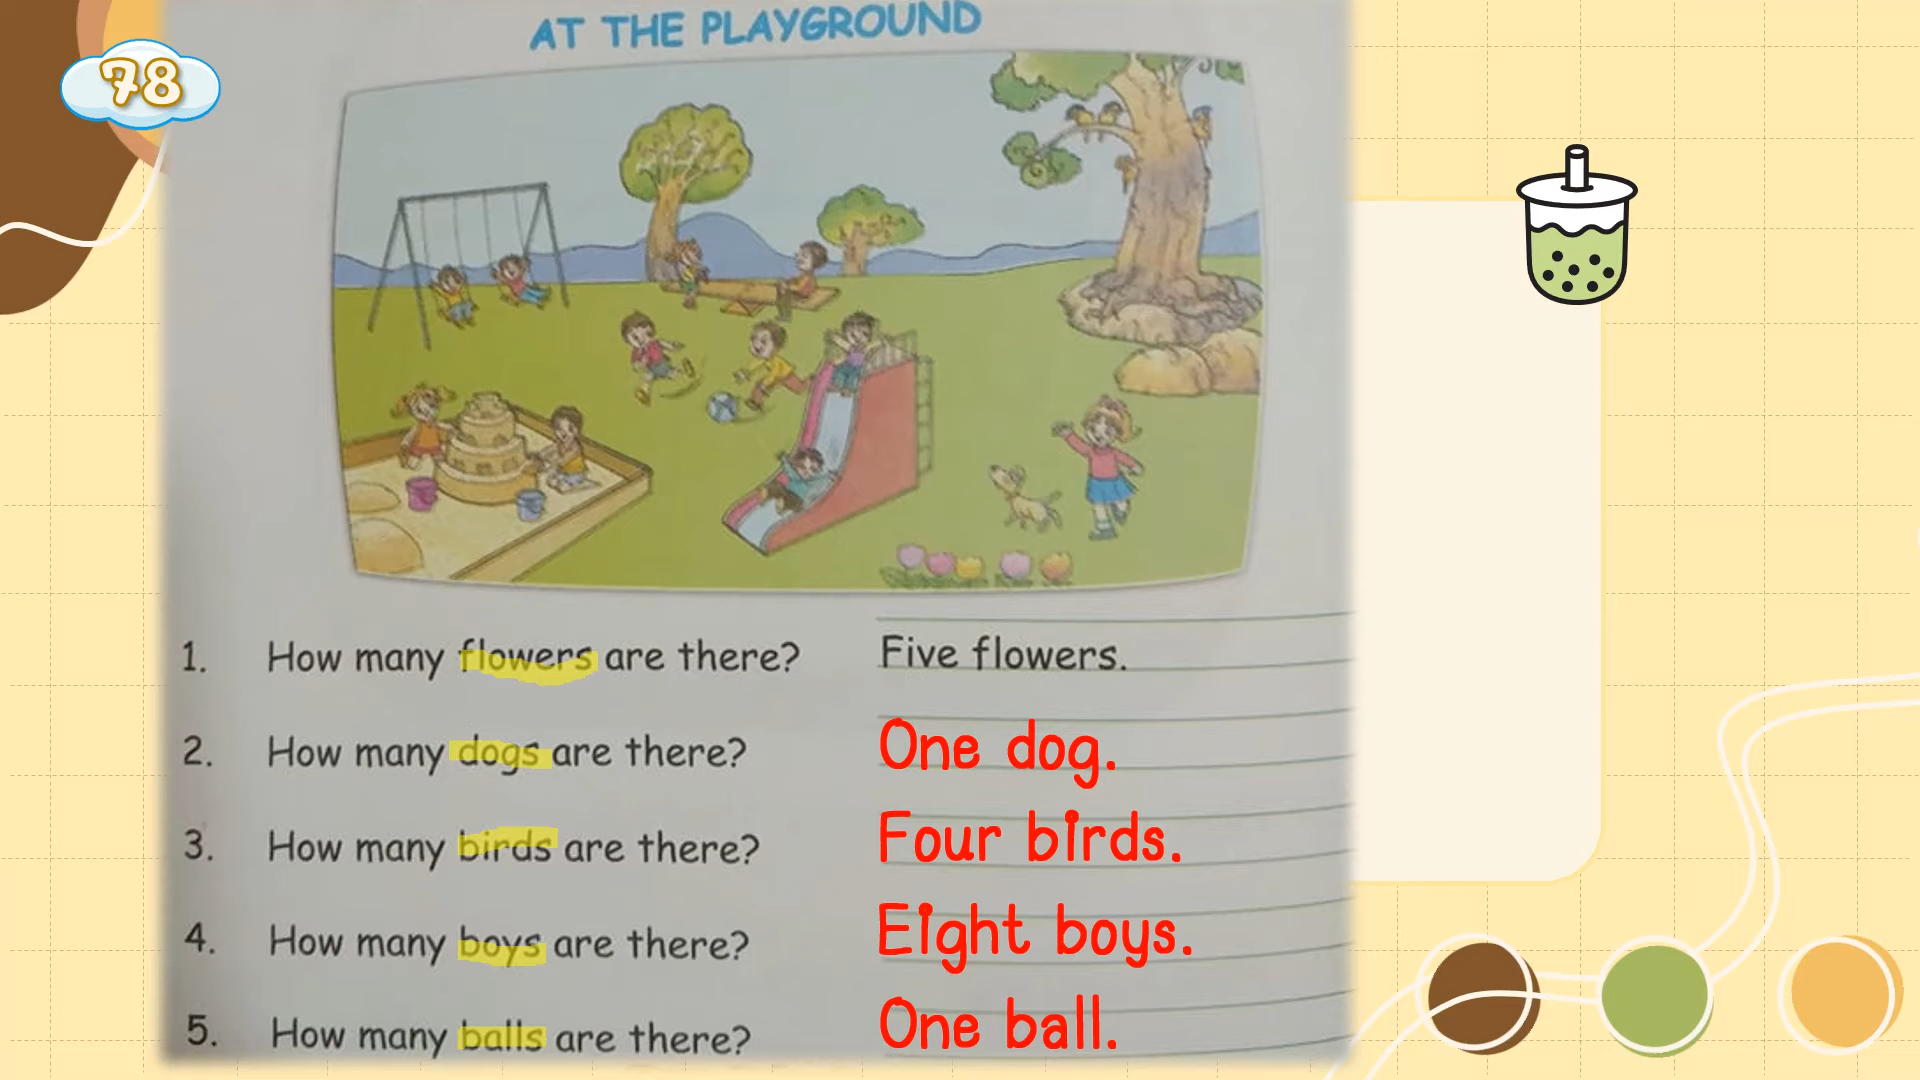 78
AT THE PLAYGROUND
1. How many flowers are there? Five flowers.
2. How many dogs are there? One dog.
3. How many birds are there? Four birds.
4. How many boys are there? Eight boys.
5. How many balls are there? One ball.